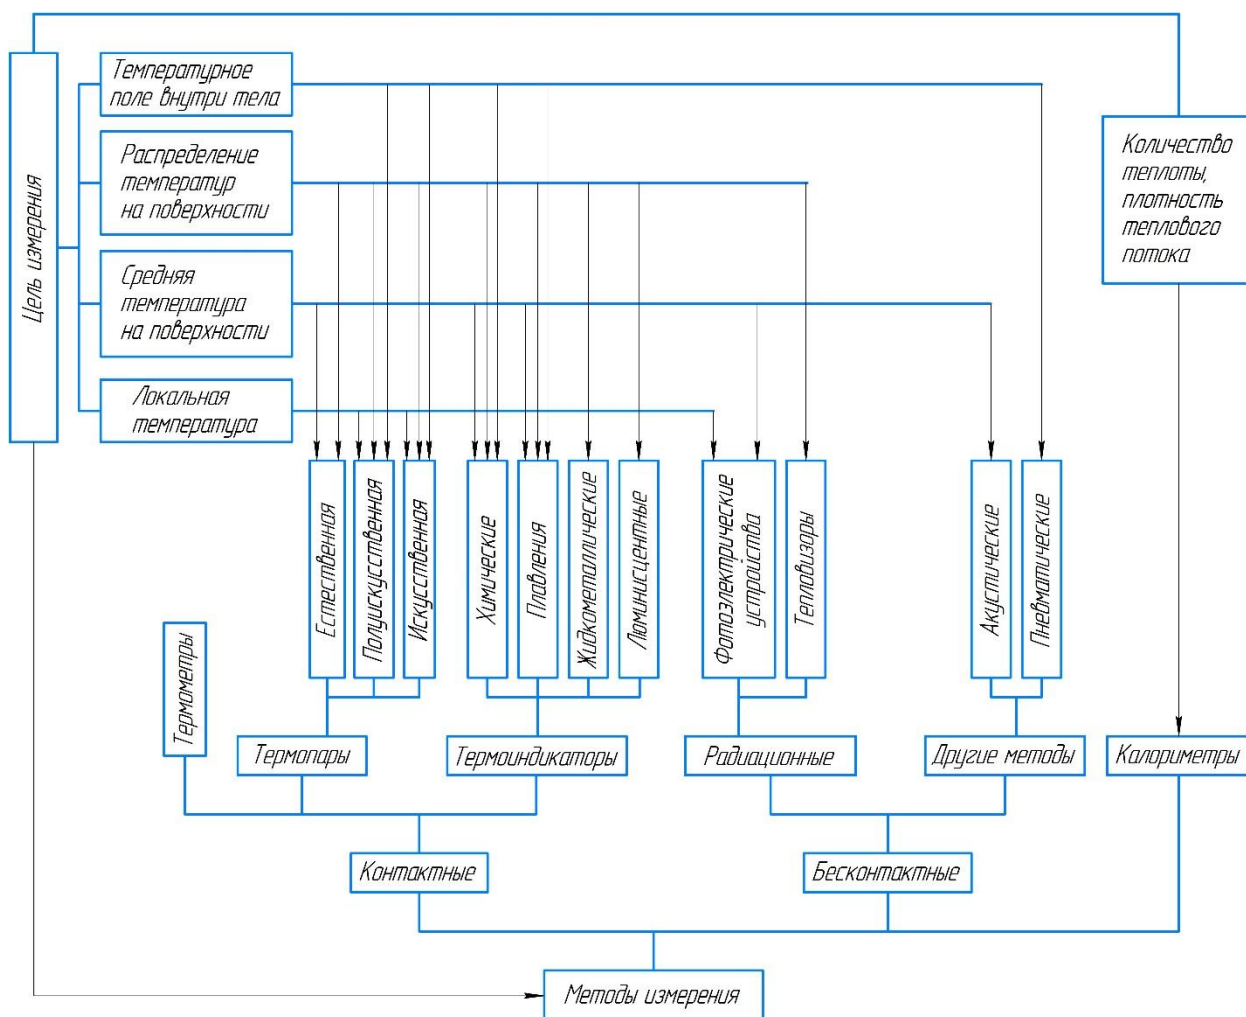 Цель измерения
Температурное
поле внутри тела
Распределение
температур
на поверхности
Средняя
температура
на поверхности
Локальная
температура
Количество
теплоты,
плотность
теплового
потока
Естественная
Полуискусственная
Искусственная
Химические
Плавления
Жидкометаллические
Люминисцентные
Фотоэлектрические
устройства
Тепловизоры
Акустические
Пневматические
Термометры
Термопары
Термоиндикаторы
Радиационные
Другие методы
Калориметры
Контактные
Бесконтактные
Методы измерения